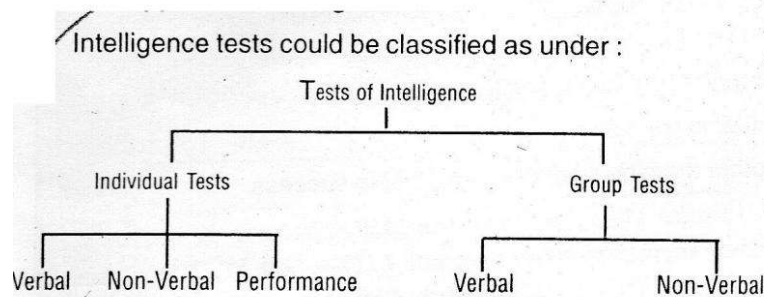 Intelligence tests could be classified as under :
Tests of Intelligence
Individual Tests Group Tests
Verbal Non-Verbal Performance Verbal Non-Verbal